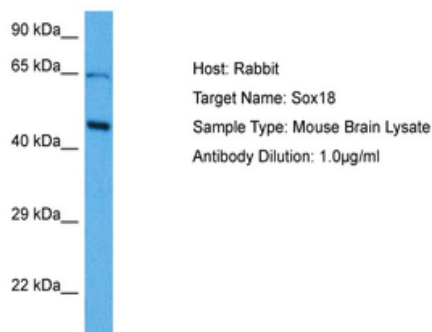 90 kDa__
65 kDa__
40 kDa__
29 kDa__
22 kDa__
Host: Rabbit
Target Name: Sox18
Sample Type: Mouse Brain Lysate
Antibody Dilution: 1.0µg/ml